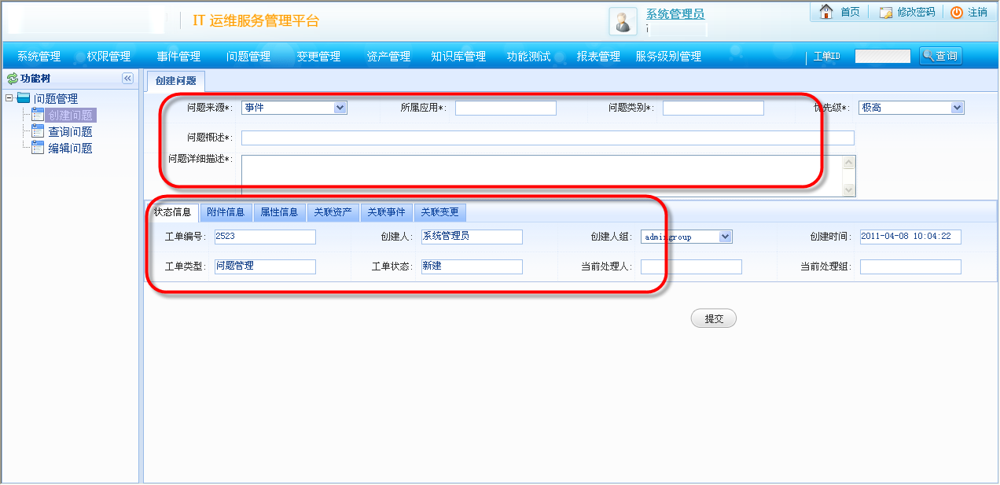 IT 运维服务管理平台
系统管理员
首页 修改密码 注销
系统管理 权限管理 事件管理 问题管理 变更管理 资产管理 知识库管理 功能测试 报表管理 服务级别管理 工单ID 查询
功能树
创建问题
问题管理
创建问题
查询问题
编辑问题
问题来源*: 事件 所属应用*: 问题类别*: 优先级*: 极高
问题概述*:
问题详细描述*:
状态信息 附件信息 属性信息 关联资产 关联事件 关联变更
工单编号: 2523 创建人: 系统管理员 创建人组: admingroup 创建时间: 2011-04-08 10:04:22
工单类型: 问题管理 工单状态: 新建 当前处理人: 当前处理组:
提交